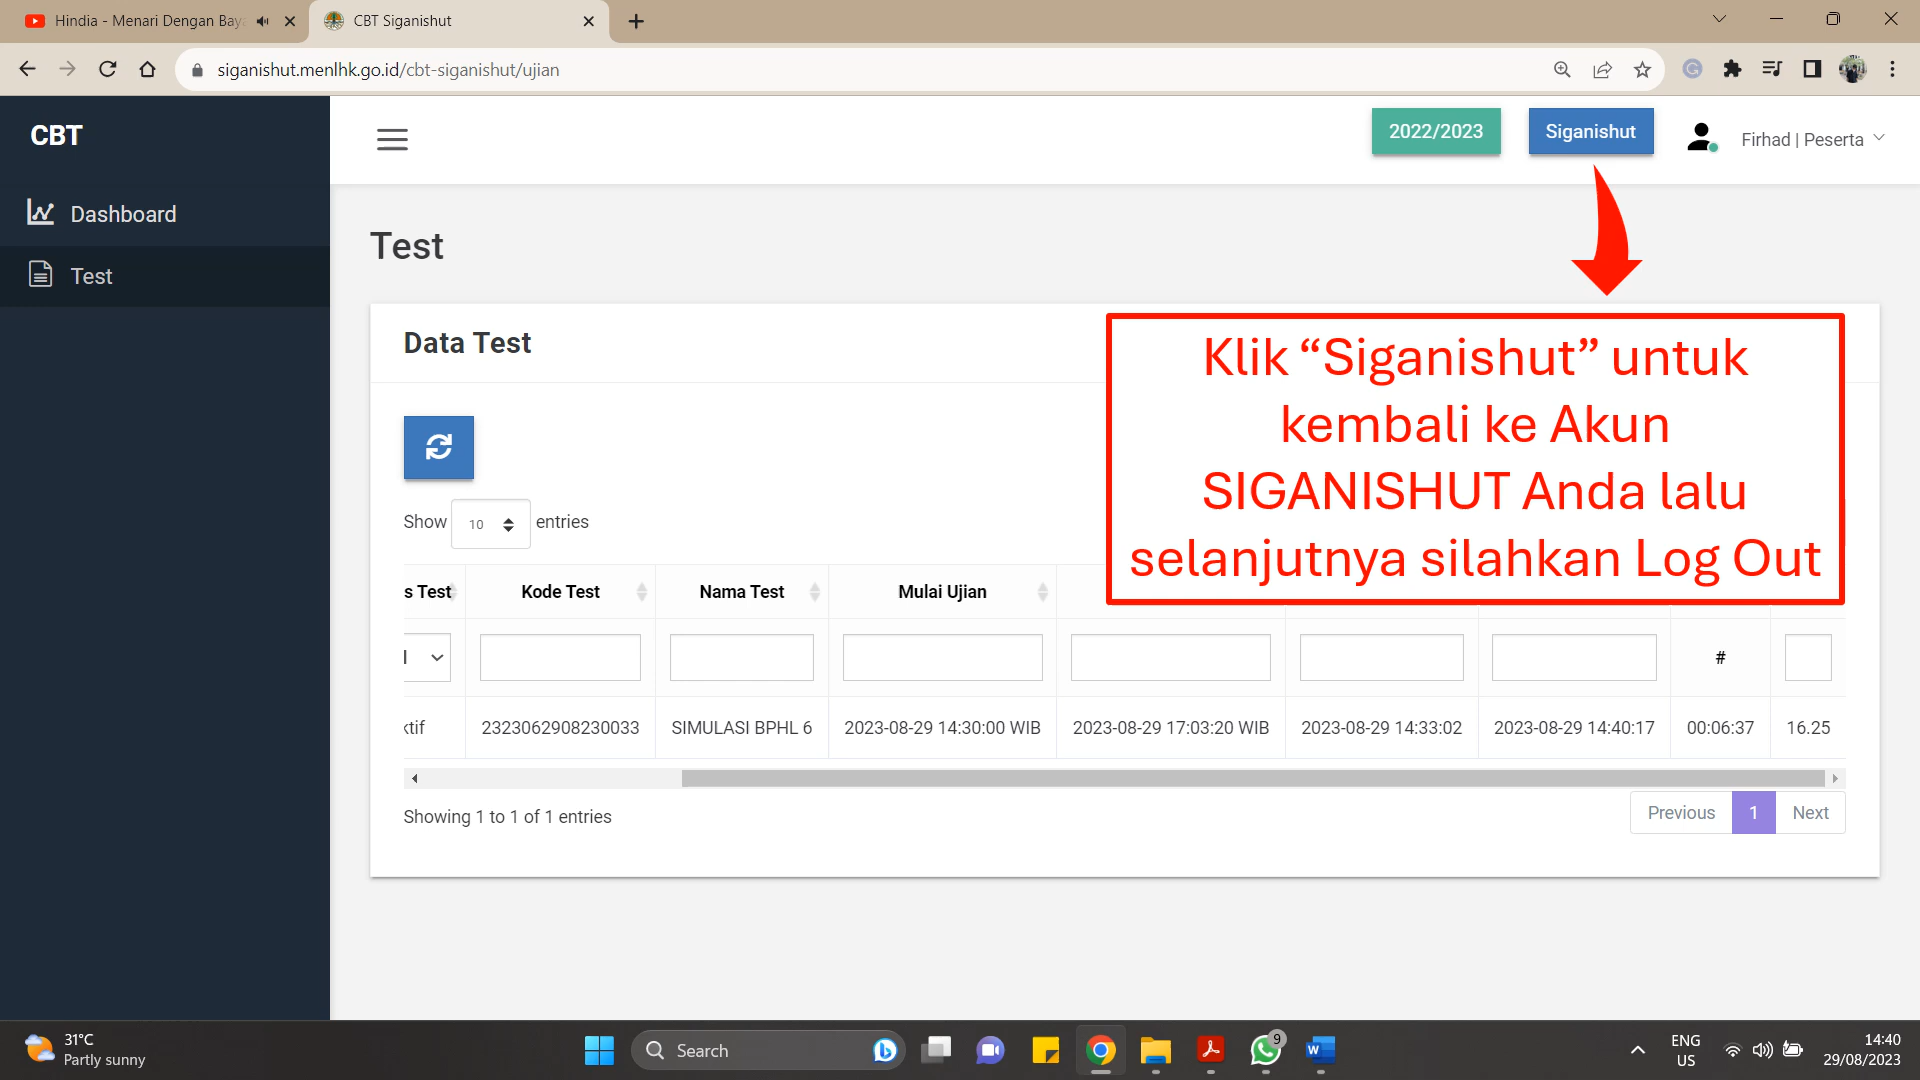 Hindia - Menari Dengan Bay
CBT Siganishut
siganishut.menlhk.go.id/cbt-siganishut/ujian
CBT
2022/2023
Siganishut
Firhad | Peserta
Dashboard
Test
Test
Data Test
Klik “Siganishut” untuk
kembali ke Akun
SIGANISHUT Anda lalu
selanjutnya silahkan Log Out
Show 10 entries
s Test Kode Test Nama Test Mulai Ujian
#
ktif 2323062908230033 SIMULASI BPHL 6 2023-08-29 14:30:00 WIB 2023-08-29 17:03:20 WIB 2023-08-29 14:33:02 2023-08-29 14:40:17 00:06:37 16.25
Showing 1 to 1 of 1 entries
Previous 1 Next
31°C
Partly sunny
Search
9
ENG
US
14:40
29/08/2023